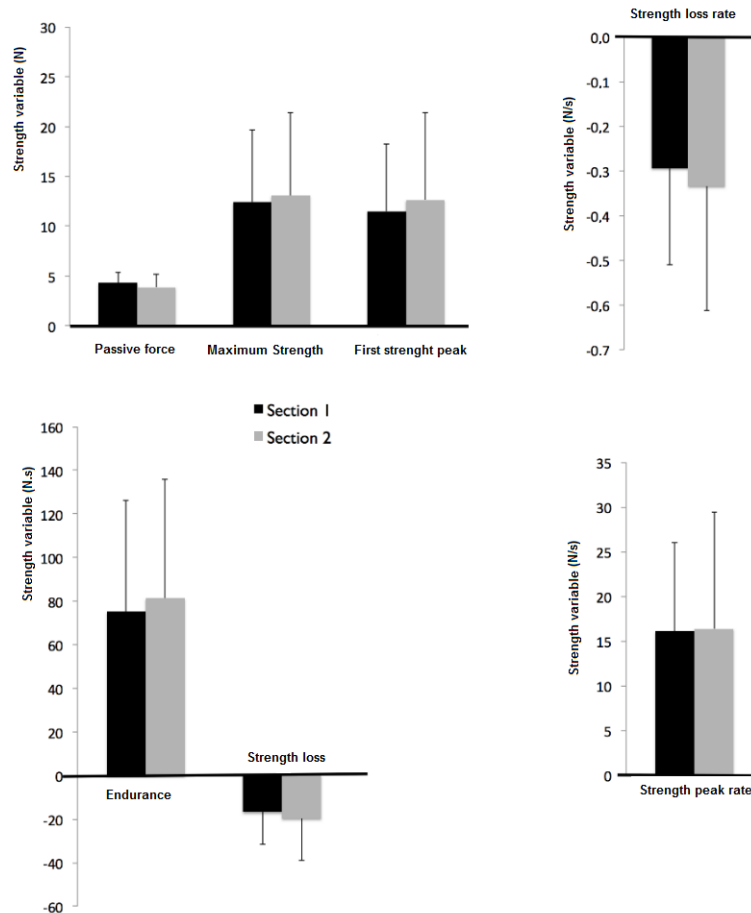 Strength variable (N)
30
25
20
15
10
5
0
Passive force
Maximum Strength
First strenght peak
Strength loss rate
Strength variable (N/s)
0,0
-0.1
-0.2
-0.3
-0.4
-0.5
-0.6
-0.7
Section 1
Section 2
Strength variable (N.s)
160
140
120
100
80
60
40
20
0
-20
-40
-60
Endurance
Strength loss
Strength variable (N/s)
35
30
25
20
15
10
5
0
Strength peak rate